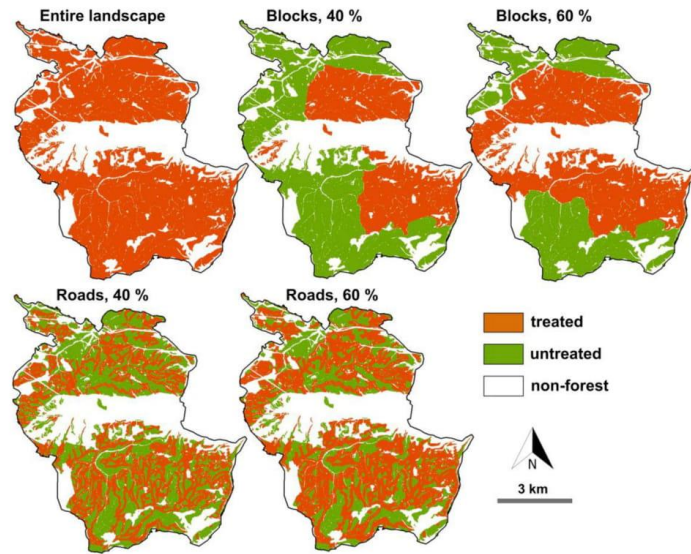 Entire landscape
Blocks, 40 %
Blocks, 60 %
Roads, 40 %
Roads, 60 %
treated
untreated
non-forest
N
3 km